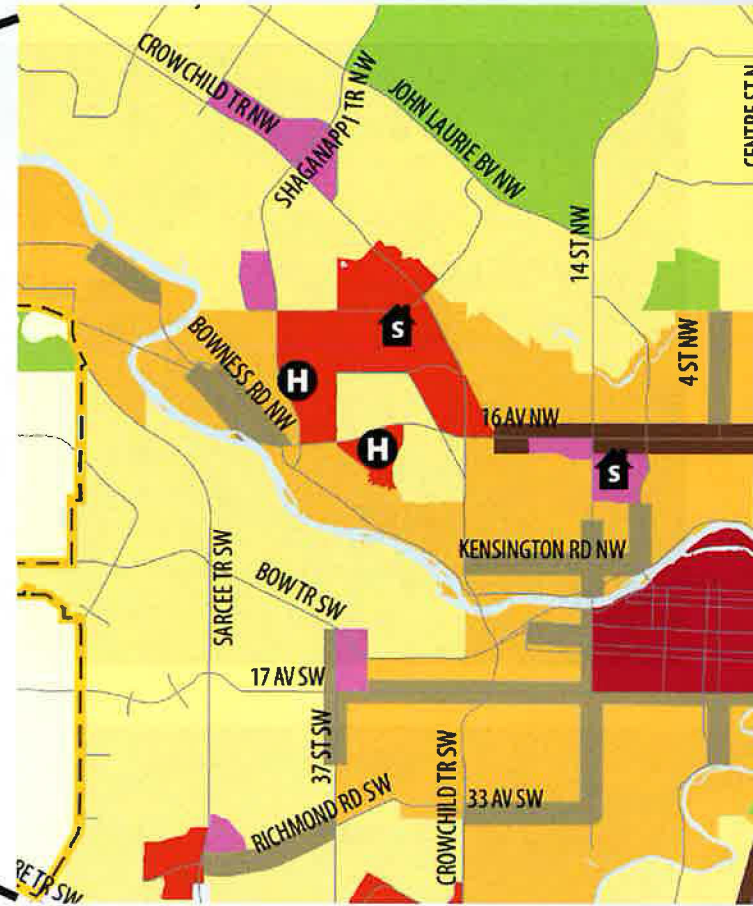 CROWCHILD TR NW
SHAGANAPPI TR NW
JOHN LAURIE BV NW
CENTRE ST N
14 ST NW
S
BOWNESS RD NW
4 ST NW
H
16 AV NW
H
S
KENSINGTON RD NW
SARCEE TR SW
BOW TR SW
17 AV SW
37 ST SW
CROWCHILD TR SW
33 AV SW
RICHMOND RD SW
RE TR SW